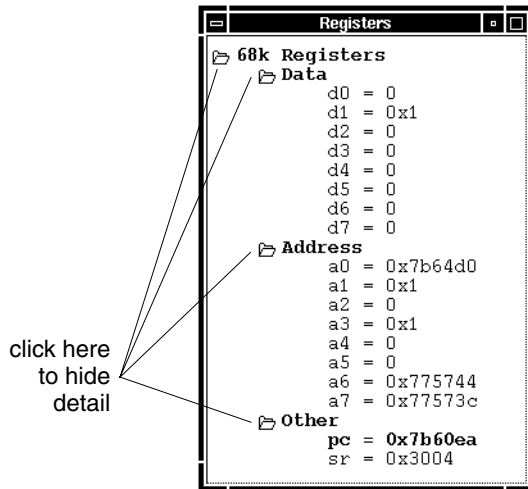 Registers
68k Registers
Data
d0 = 0
d1 = 0x1
d2 = 0
d3 = 0
d4 = 0
d5 = 0
d6 = 0
d7 = 0
Address
a0 = 0x7b64d0
a1 = 0x1
a2 = 0
a3 = 0x1
a4 = 0
a5 = 0
a6 = 0x775744
a7 = 0x77573c
Other
pc = 0x7b60ea
sr = 0x3004
click here
to hide
detail